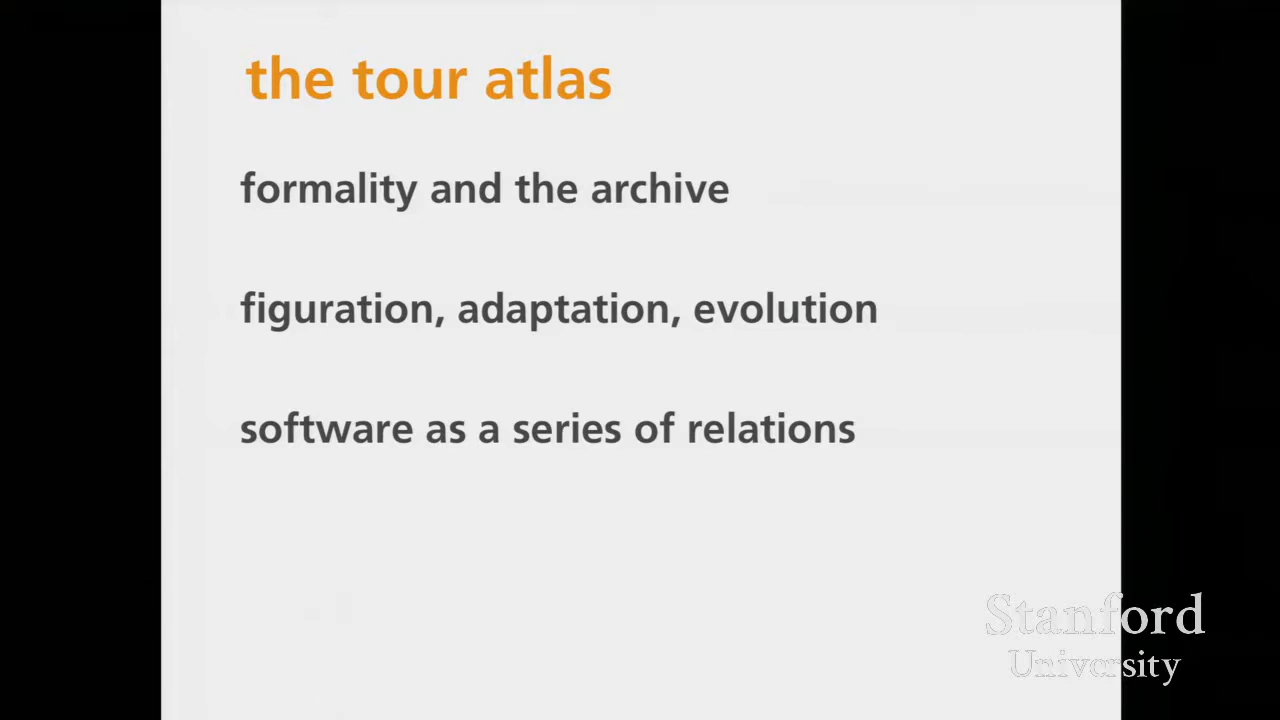 the tour atlas
formality and the archive
figuration, adaptation, evolution
software as a series of relations
Stanford
University